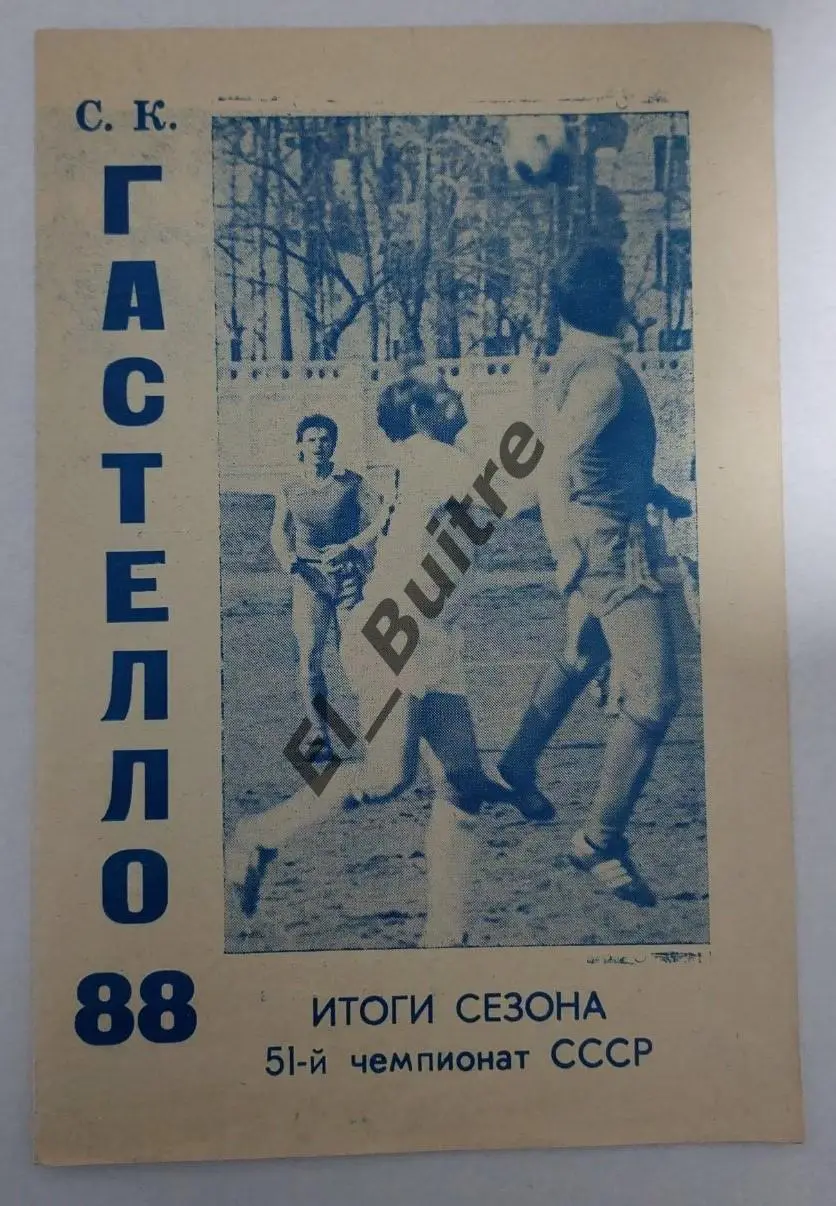 С. К.
ГАСТЕЛЛО
88
ИТОГИ СЕЗОНА
51-й чемпионат СССР
El_Buitre